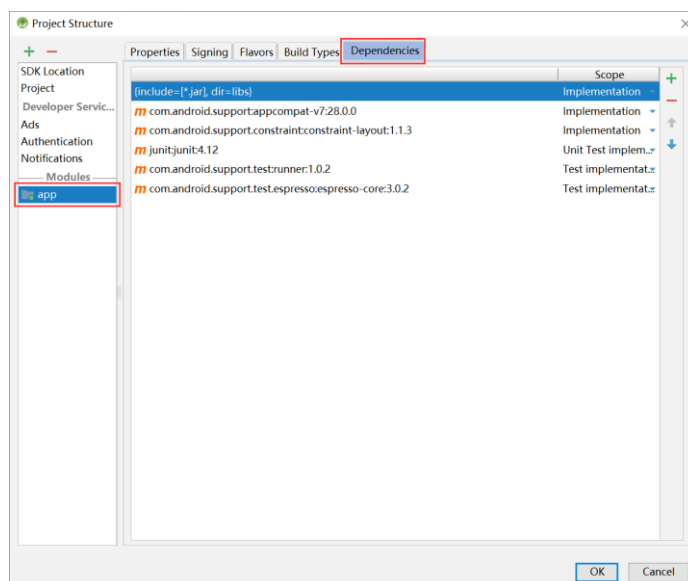 Project Structure
Properties Signing Flavors Build Types Dependencies
SDK Location
Project
Developer Servic...
Ads
Authentication
Notifications
Modules
app
Scope
{include=[*.jar], dir=libs} Implementation
m com.android.support:appcompat-v7:28.0.0 Implementation
m com.android.support.constraint:constraint-layout:1.1.3 Implementation
m junit:junit:4.12 Unit Test implem...
m com.android.support.test:runner:1.0.2 Test implementat...
m com.android.support.test.espresso:espresso-core:3.0.2 Test implementat...
OK Cancel